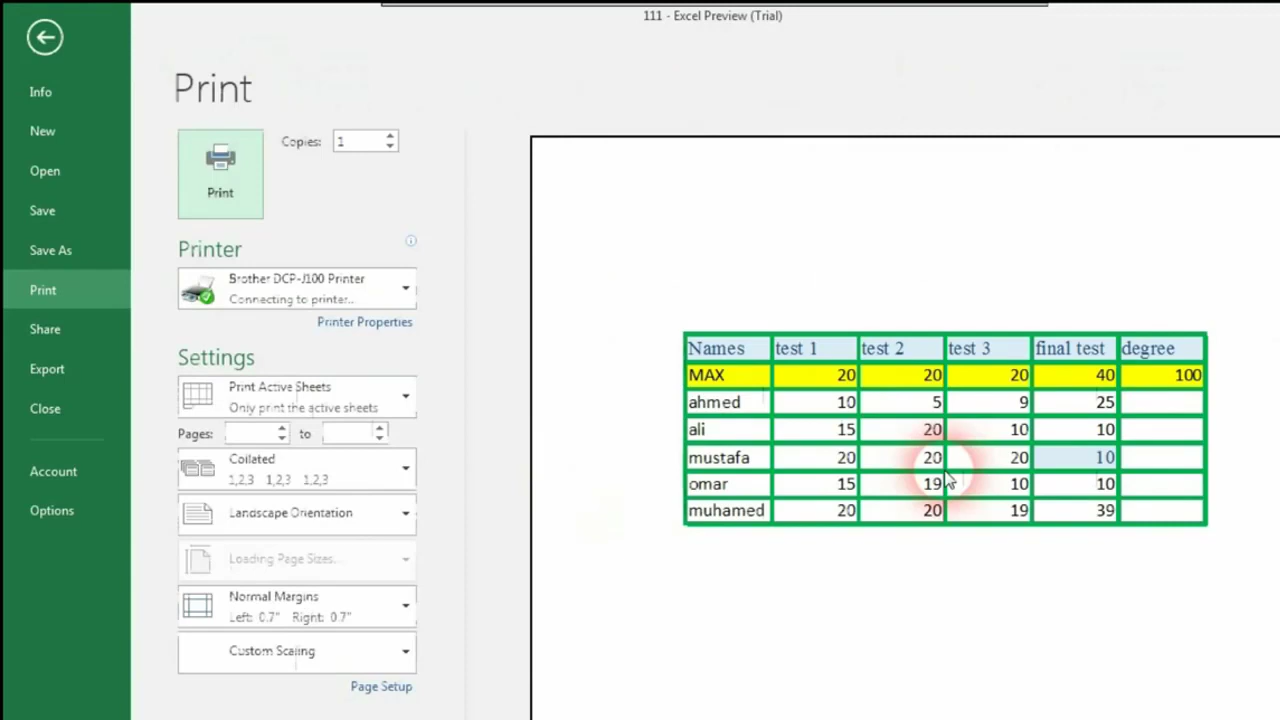 111 - Excel Preview (Trial)
Info
New
Open
Save
Save As
Print
Share
Export
Close
Account
Options
Print
Print
Copies: 1
Printer
Brother DCP-J100 Printer
Connecting to printer...
Printer Properties
Settings
Print Active Sheets
Only print the active sheets
Pages: to
Collated
1,2,3 1,2,3 1,2,3
Landscape Orientation
Loading Page Sizes...
Normal Margins
Left: 0.7" Right: 0.7"
Custom Scaling
Page Setup
Names test 1 test 2 test 3 final test degree
MAX 20 20 20 40 100
ahmed 10 5 9 25
ali 15 20 10 10
mustafa 20 20 20 10
omar 15 19 10 10
muhamed 20 20 19 39